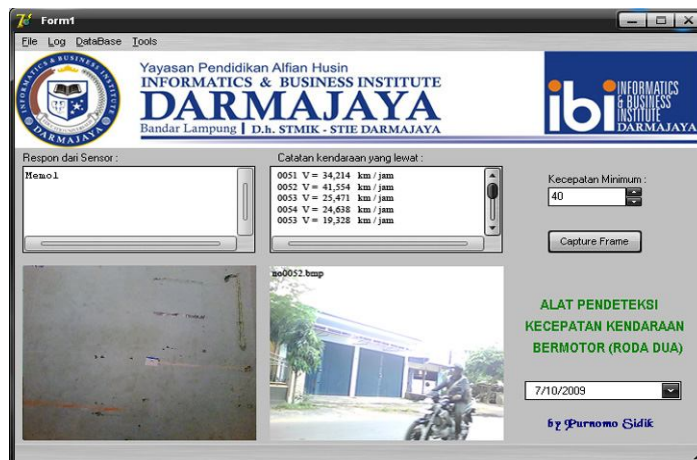 Form1
File Log DataBase Tools
Yayasan Pendidikan Alfian Husin
INFORMATICS & BUSINESS INSTITUTE
DARMAJAYA
Bandar Lampung | D.h. STMIK - STIE DARMAJAYA
INFORMATICS & BUSINESS INSTITUTE
DARMAJAYA
ibi
INFORMATICS
& BUSINESS
INSTITUTE
DARMAJAYA
Respon dari Sensor :
Memo1
Catatan kendaraan yang lewat :
0051 V = 34,214 km / jam
0052 V = 41,554 km / jam
0053 V = 25,471 km / jam
0054 V = 24,638 km / jam
0053 V = 19,328 km / jam
Kecepatan Minimum :
40
Capture Frame
no0052.bmp
ALAT PENDETEKSI
KECEPATAN KENDARAAN
BERMOTOR (RODA DUA)
7/10/2009
by Purnomo Sidik